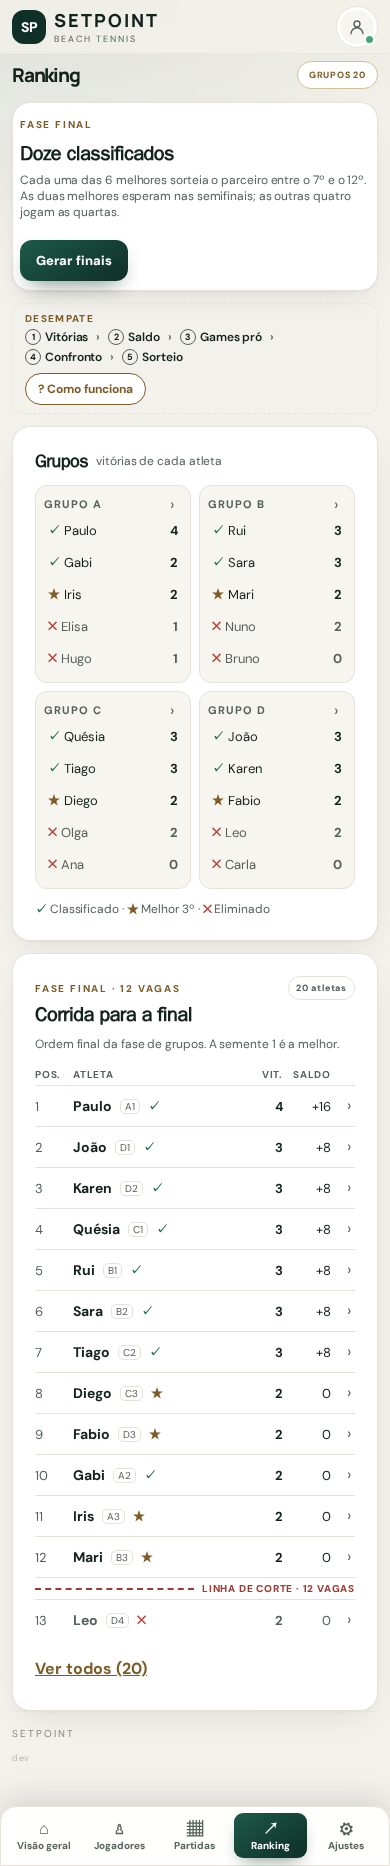 SP SETPOINT
BEACH TENNIS
Ranking GRUPOS 20
FASE FINAL
Doze classificados
Cada uma das 6 melhores sorteia o parceiro entre o 7º e o 12º.
As duas melhores esperam nas semifinais; as outras quatro
jogam as quartas.
Gerar finais
DESEMPATE
1 Vitórias › 2 Saldo › 3 Games pró ›
4 Confronto › 5 Sorteio
? Como funciona
Grupos vitórias de cada atleta
GRUPO A ›
✓ Paulo 4
✓ Gabi 2
★ Iris 2
✕ Elisa 1
✕ Hugo 1
GRUPO B ›
✓ Rui 3
✓ Sara 3
★ Mari 2
✕ Nuno 2
✕ Bruno 0
GRUPO C ›
✓ Quésia 3
✓ Tiago 3
★ Diego 2
✕ Olga 2
✕ Ana 0
GRUPO D ›
✓ João 3
✓ Karen 3
★ Fabio 2
✕ Leo 2
✕ Carla 0
✓ Classificado · ★ Melhor 3º · ✕ Eliminado
FASE FINAL · 12 VAGAS 20 atletas
Corrida para a final
Ordem final da fase de grupos. A semente 1 é a melhor.
POS. ATLETA VIT. SALDO
1 Paulo A1 ✓ 4 +16 ›
2 João D1 ✓ 3 +8 ›
3 Karen D2 ✓ 3 +8 ›
4 Quésia C1 ✓ 3 +8 ›
5 Rui B1 ✓ 3 +8 ›
6 Sara B2 ✓ 3 +8 ›
7 Tiago C2 ✓ 3 +8 ›
8 Diego C3 ★ 2 0 ›
9 Fabio D3 ★ 2 0 ›
10 Gabi A2 ✓ 2 0 ›
11 Iris A3 ★ 2 0 ›
12 Mari B3 ★ 2 0 ›
LINHA DE CORTE · 12 VAGAS
13 Leo D4 ✕ 2 0 ›
Ver todos (20)
SETPOINT
dev
Visão geral Jogadores Partidas Ranking Ajustes